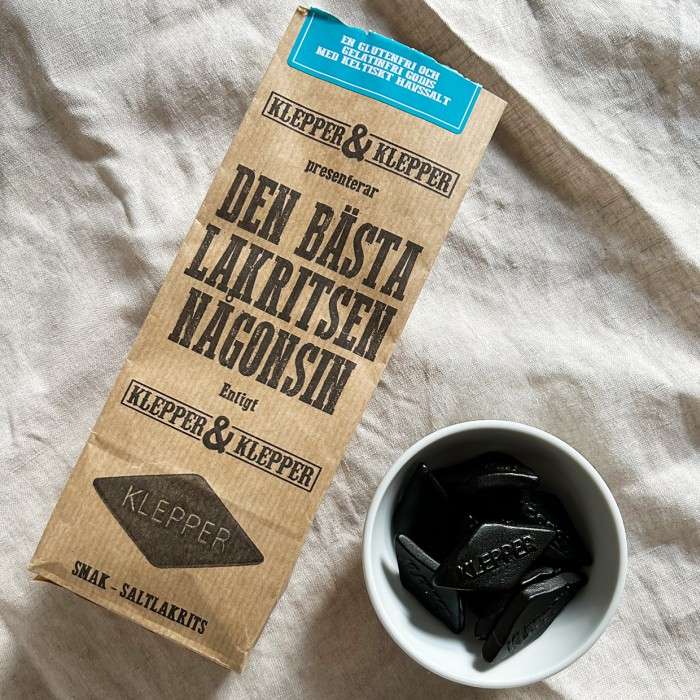 EN GLUTENFRI OCH
GELATINFRI GODIS
MED KELTISKT HAVSSALT
KLEPPER & KLEPPER
presenterar
DEN BÄSTA
LAKRITSEN
NÅGONSIN
Enligt
KLEPPER & KLEPPER
KLEPPER
SMAK - SALTLAKRITS
KLEPPER